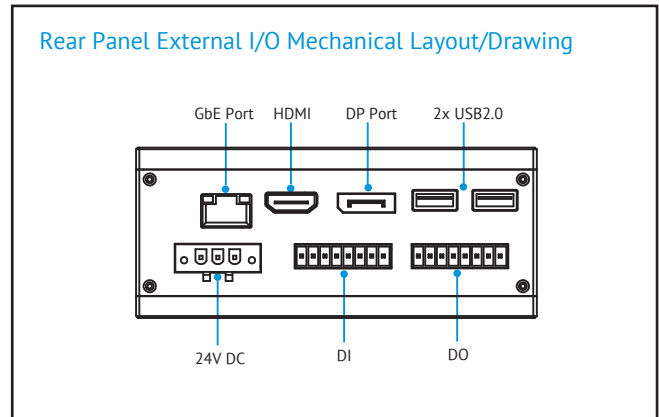 Rear Panel External I/O Mechanical Layout/Drawing
GbE Port HDMI DP Port 2x USB2.0
24V DC DI DO